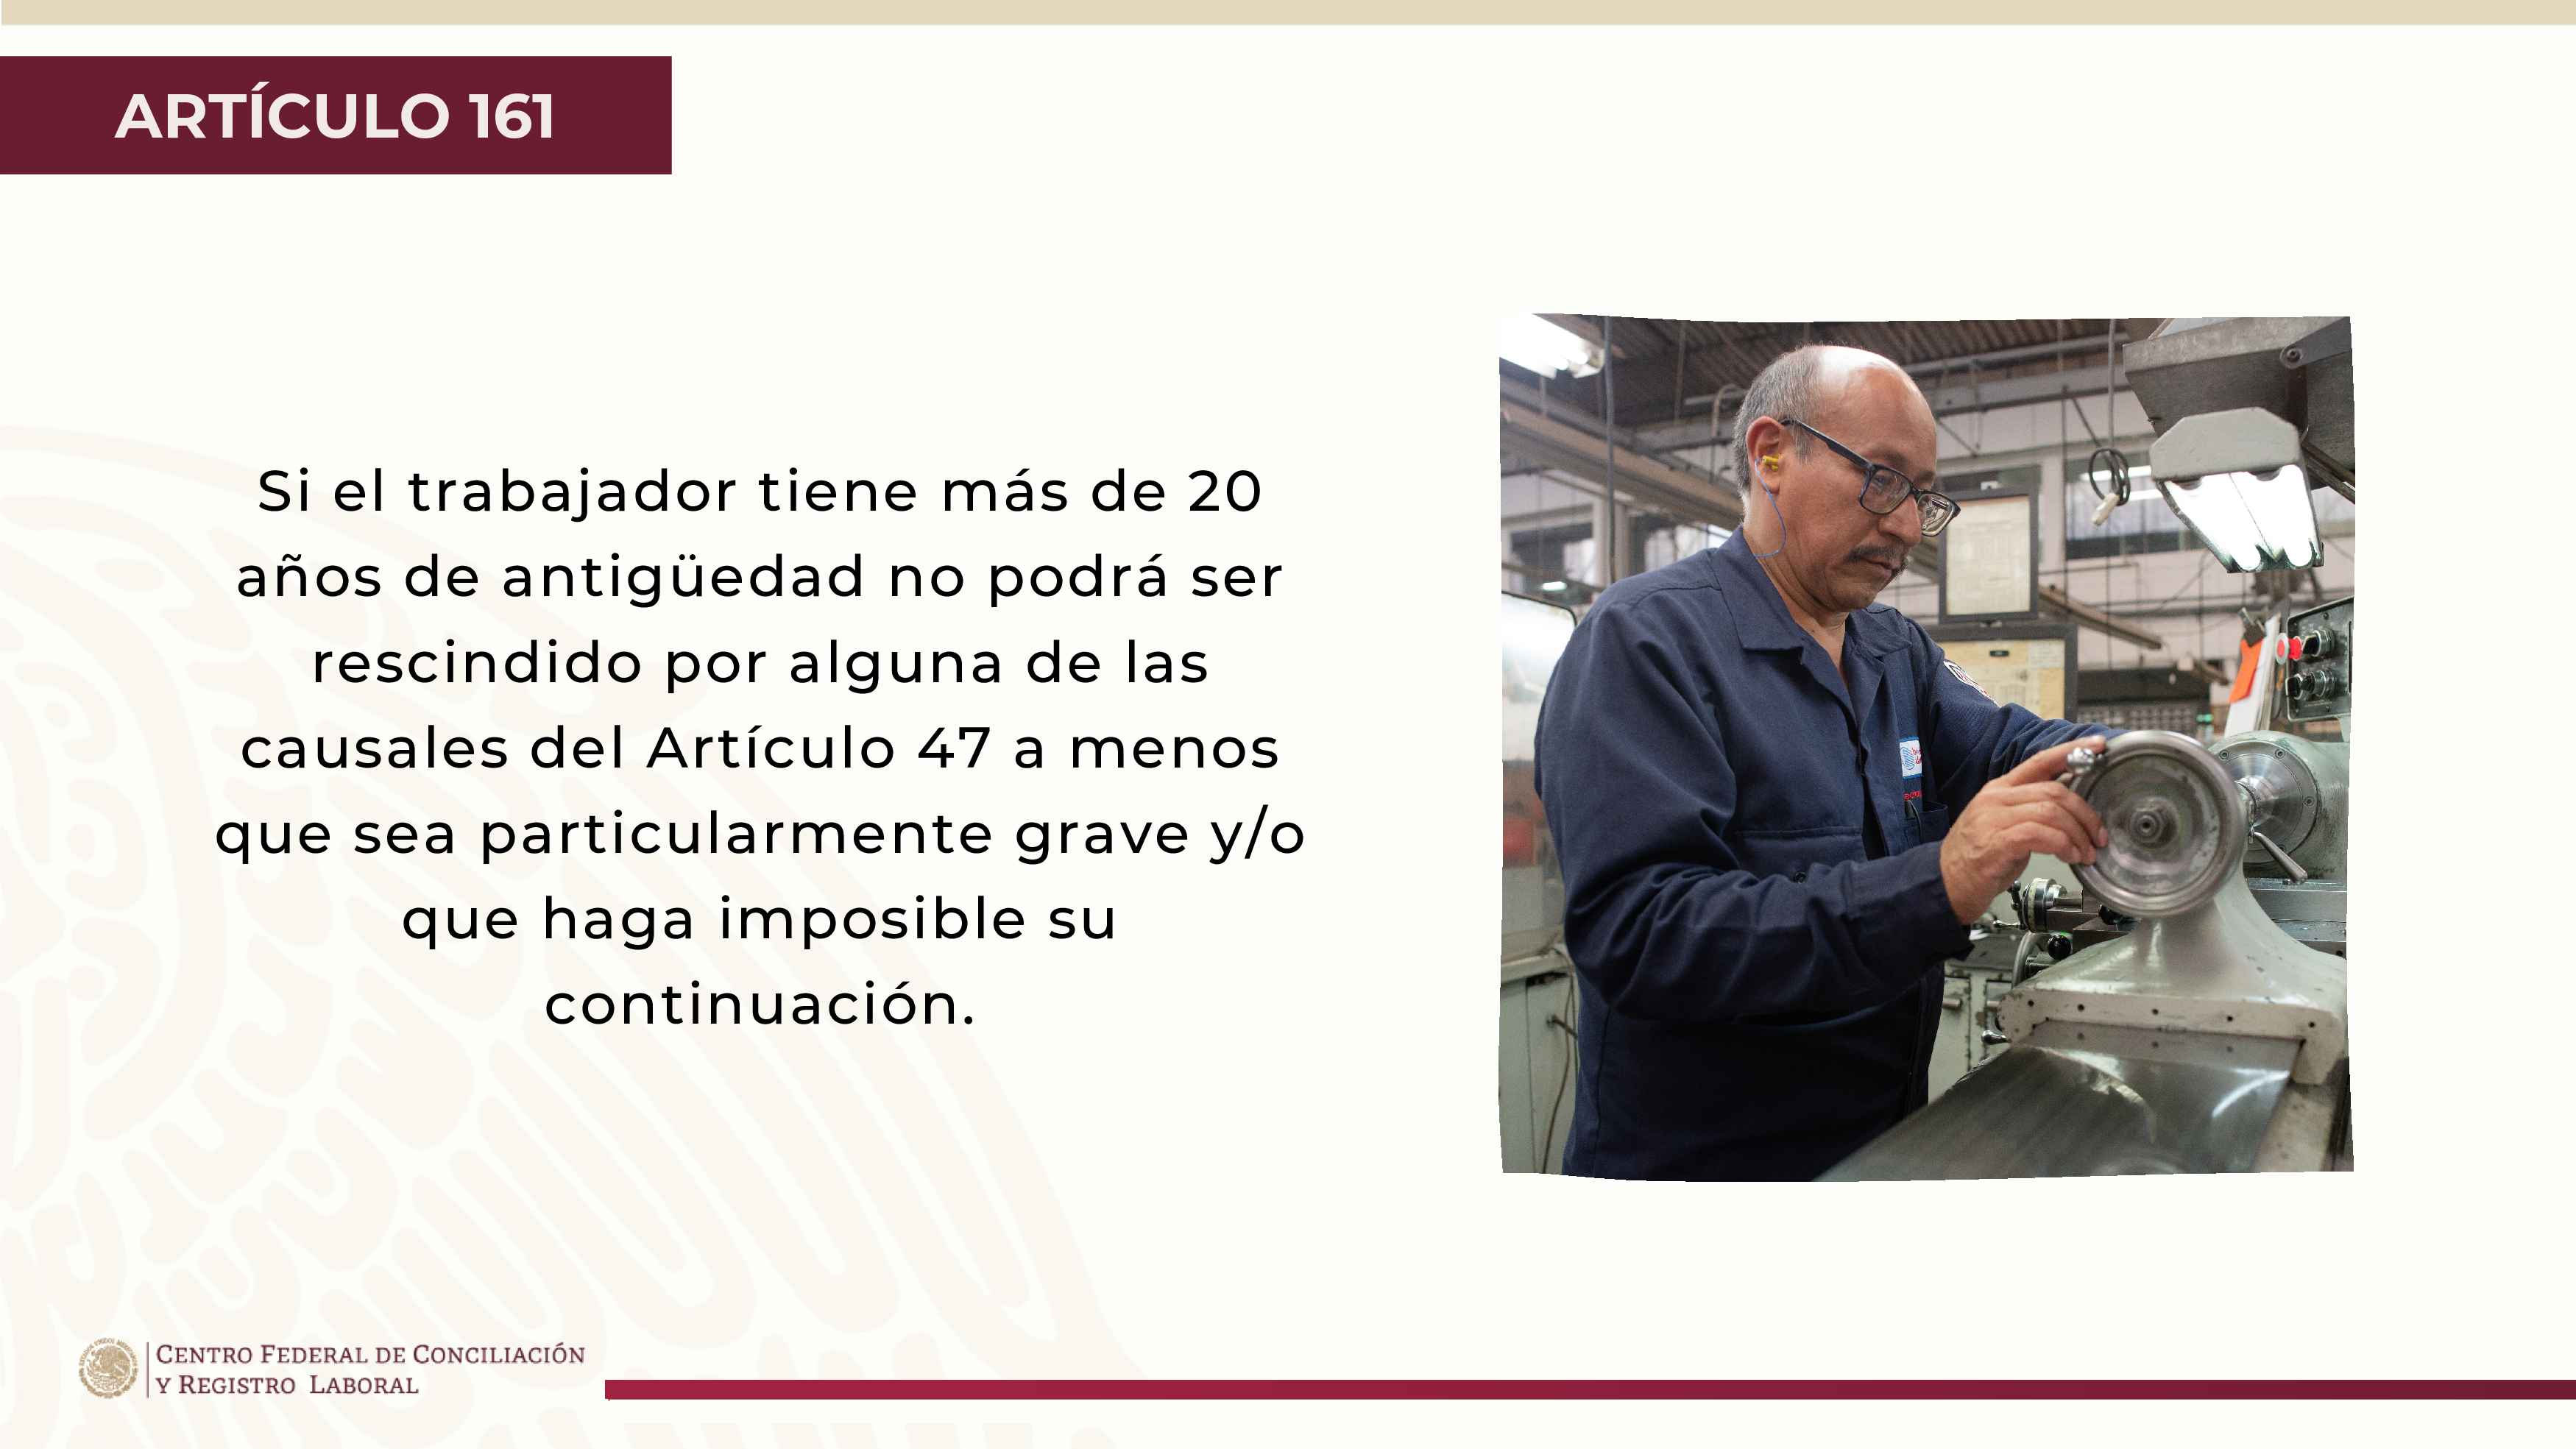 ARTÍCULO 161
Si el trabajador tiene más de 20
años de antigüedad no podrá ser
rescindido por alguna de las
causales del Artículo 47 a menos
que sea particularmente grave y/o
que haga imposible su
continuación.
CENTRO FEDERAL DE CONCILIACIÓN
Y REGISTRO LABORAL